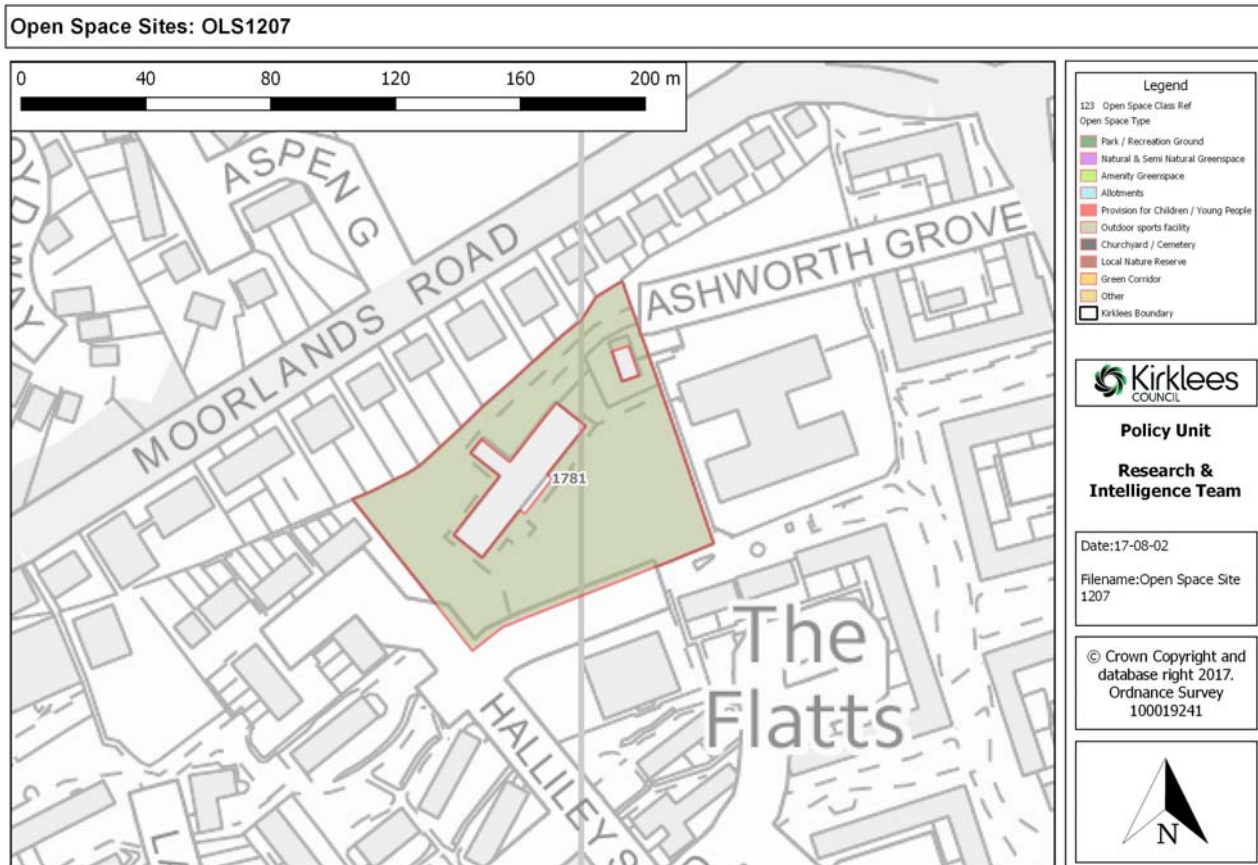 Open Space Sites: OLS1207
0 40 80 120 160 200 m
ASPEN G
MOORLANDS ROAD
ASHWORTH GROVE
1781
The
Flatts
HALLILEY S
Legend
123 Open Space Class Ref
Open Space Type
Park / Recreation Ground
Natural & Semi Natural Greenspace
Amenity Greenspace
Allotments
Provision for Children / Young People
Outdoor sports facility
Churchyard / Cemetery
Local Nature Reserve
Green Corridor
Other
Kirklees Boundary
Kirklees
COUNCIL
Policy Unit
Research &
Intelligence Team
Date:17-08-02
Filename:Open Space Site
1207
© Crown Copyright and
database right 2017.
Ordnance Survey
100019241
N